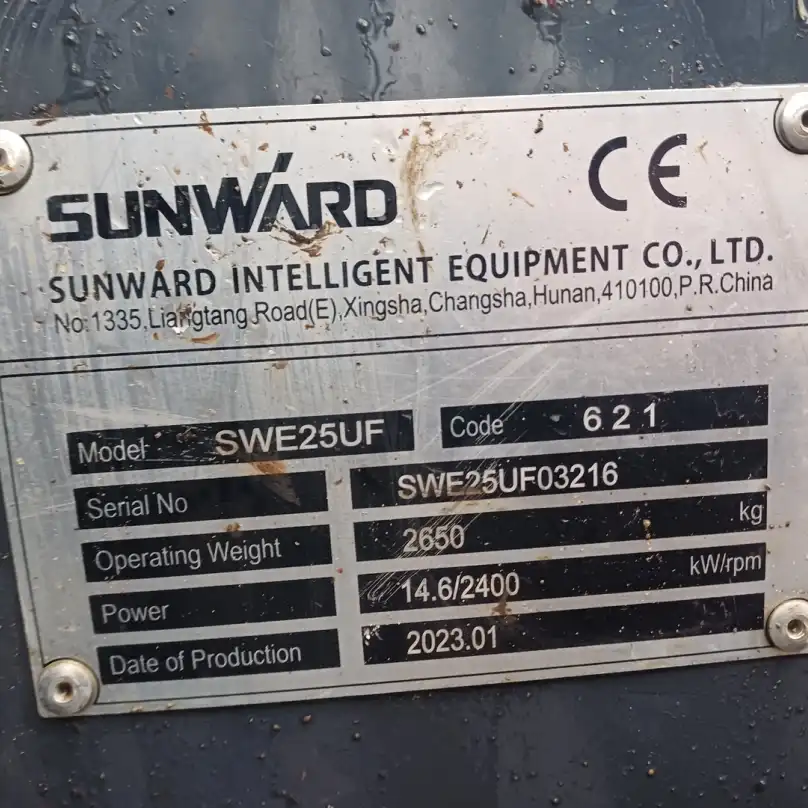 SUNWARD
CE
SUNWARD INTELLIGENT EQUIPMENT CO., LTD.
No:1335,Liangtang Road(E),Xingsha,Changsha,Hunan,410100,P.R.China
Model SWE25UF Code 621
Serial No SWE25UF03216
Operating Weight 2650 kg
Power 14.6/2400 kW/rpm
Date of Production 2023.01